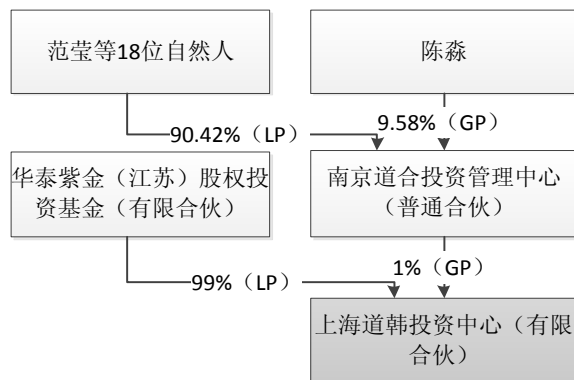 范莹等18位自然人
陈淼
90.42%（LP）
9.58%（GP）
华泰紫金（江苏）股权投
资基金（有限合伙）
南京道合投资管理中心
（普通合伙）
99%（LP）
1%（GP）
上海道韩投资中心（有限
合伙）